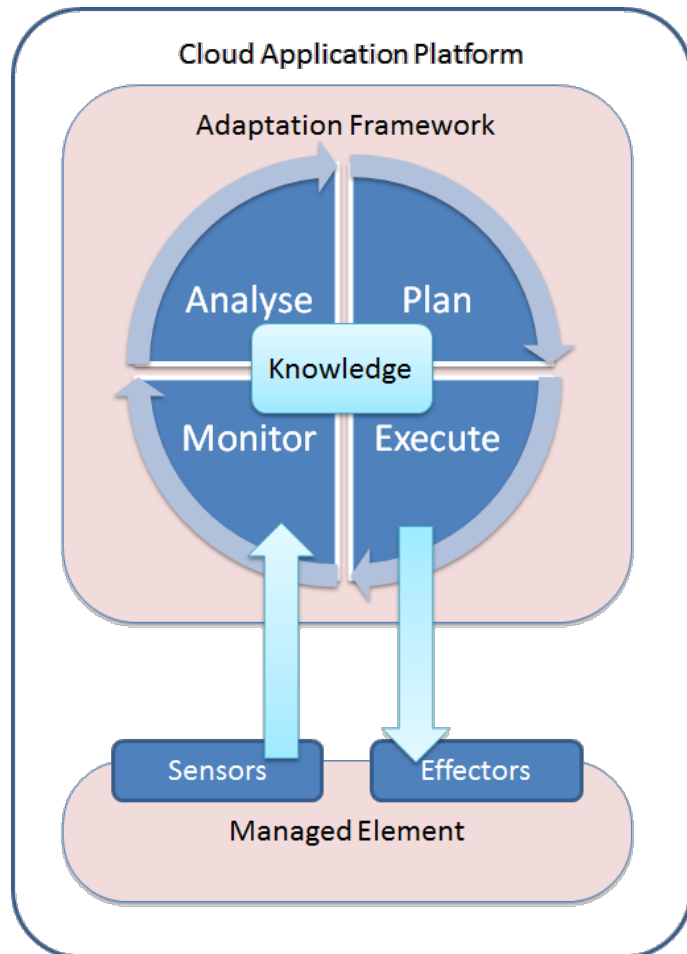 Cloud Application Platform
Adaptation Framework
Analyse
Plan
Knowledge
Monitor
Execute
Sensors
Effectors
Managed Element